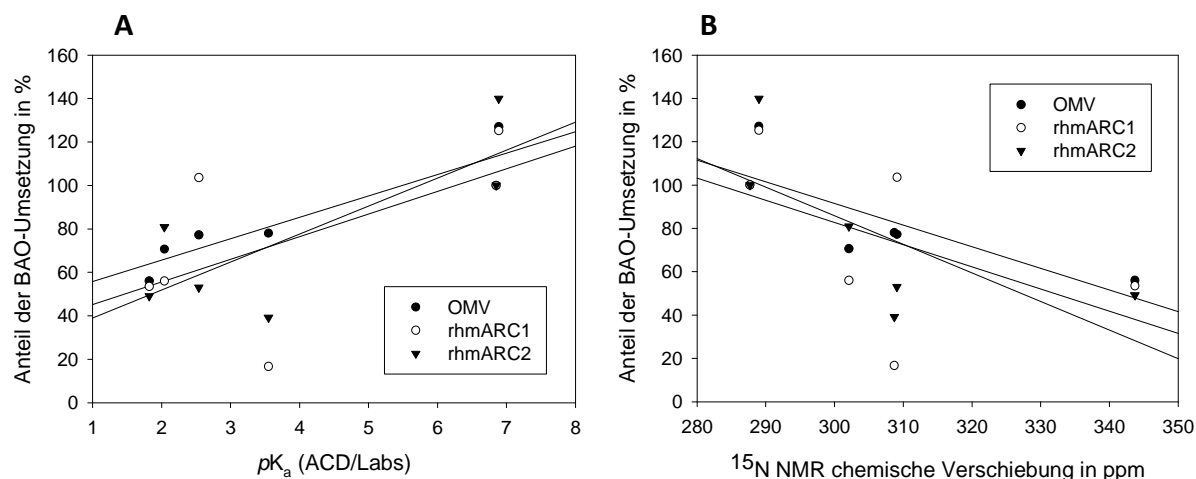 A
Anteil der BAO-Umsetzung in %
160
140
120
100
80
60
40
20
0
OMV
rhmARC1
rhmARC2
1 2 3 4 5 6 7 8
pKa (ACD/Labs)
B
Anteil der BAO-Umsetzung in %
160
140
120
100
80
60
40
20
0
OMV
rhmARC1
rhmARC2
280 290 300 310 320 330 340 350
15N NMR chemische Verschiebung in ppm